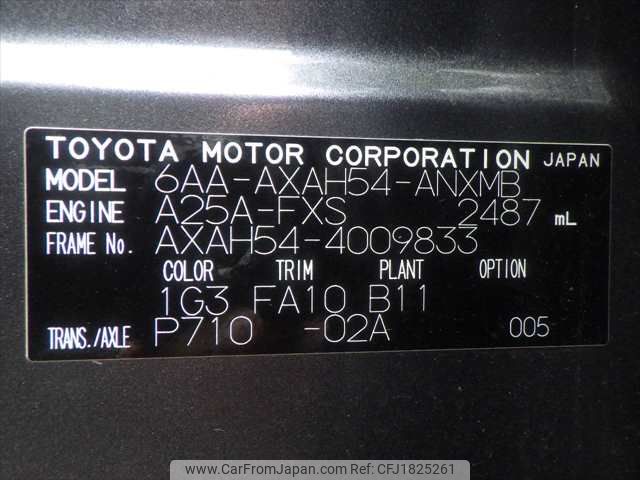 TOYOTA MOTOR CORPORATION JAPAN
MODEL 6AA-AXAH54-ANXMB
ENGINE A25A-FXS 2487 mL
FRAME No. AXAH54-4009833
COLOR TRIM PLANT OPTION
1G3 FA10 B11
TRANS./AXLE P710 -02A 005
www.CarFromJapan.com Ref No: CFJ1825261